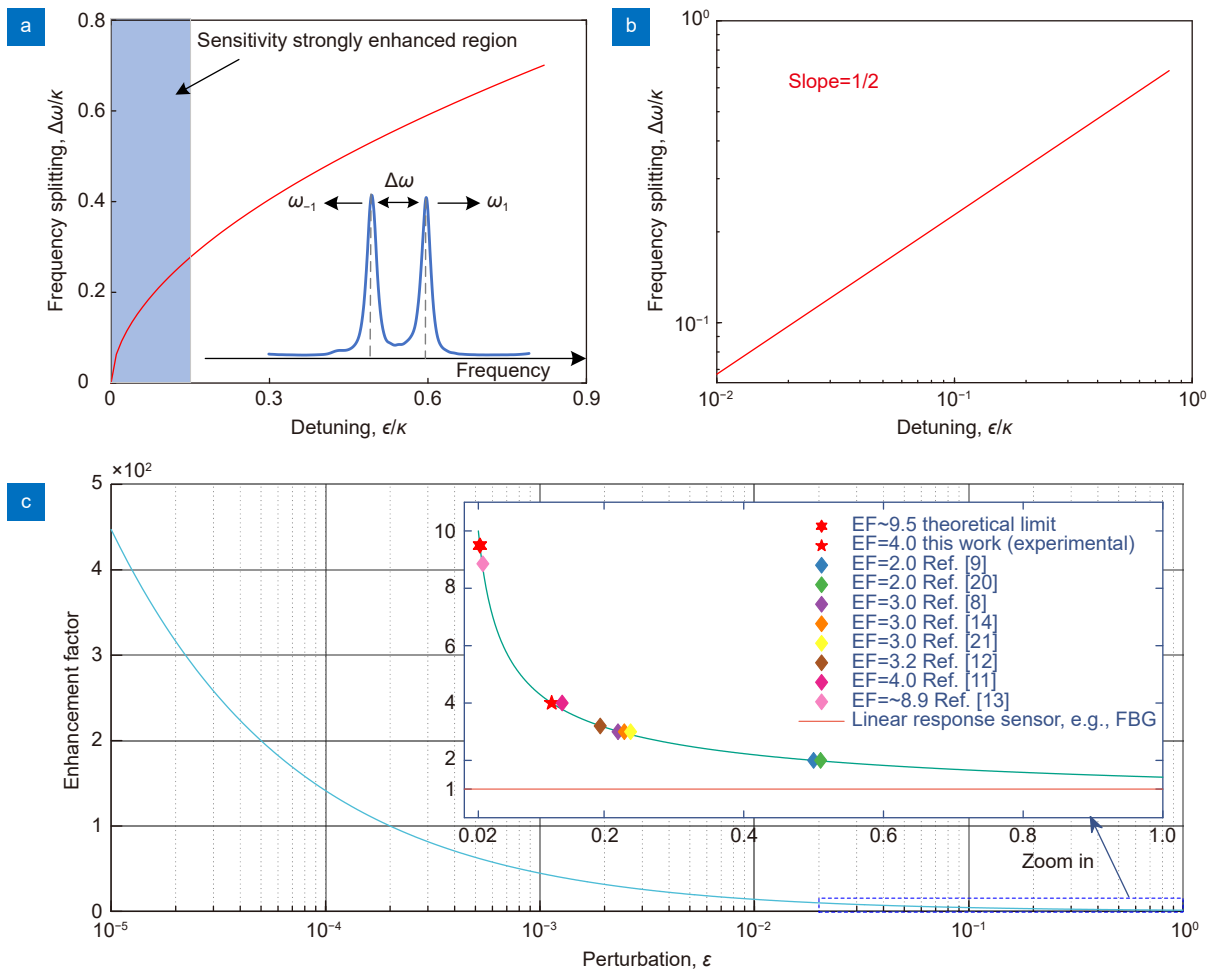 a
Frequency splitting, Δω/κ
0.8
0.6
0.4
0.2
0
Sensitivity strongly enhanced region
Δω
ω₋₁
ω₁
Frequency
0
0.3
0.6
0.9
Detuning, ϵ/κ
b
Frequency splitting, Δω/κ
10⁰
10⁻¹
Slope=1/2
10⁻²
10⁻¹
10⁰
Detuning, ϵ/κ
c
Enhancement factor
×10²
5
4
3
2
1
0
10
8
6
4
2
1
EF~9.5 theoretical limit
EF=4.0 this work (experimental)
EF=2.0 Ref. [9]
EF=2.0 Ref. [20]
EF=3.0 Ref. [8]
EF=3.0 Ref. [14]
EF=3.0 Ref. [21]
EF=3.2 Ref. [12]
EF=4.0 Ref. [11]
EF=~8.9 Ref. [13]
Linear response sensor, e.g., FBG
0.02
0.2
0.4
0.6
0.8
1.0
Zoom in
10⁻⁵
10⁻⁴
10⁻³
10⁻²
10⁻¹
10⁰
Perturbation, ε